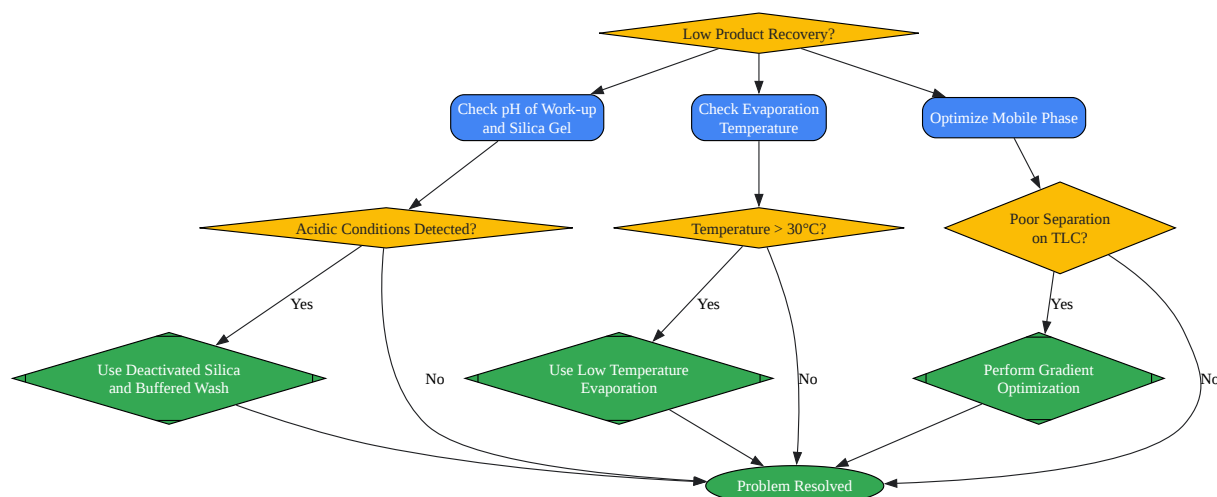 Low Product Recovery?
Check pH of Work-up
and Silica Gel
Check Evaporation
Temperature
Optimize Mobile Phase
Acidic Conditions Detected?
Temperature > 30°C?
Poor Separation
on TLC?
Yes
Yes
Yes
Use Deactivated Silica
and Buffered Wash
No
Use Low Temperature
Evaporation
No
Perform Gradient
Optimization
No
Problem Resolved